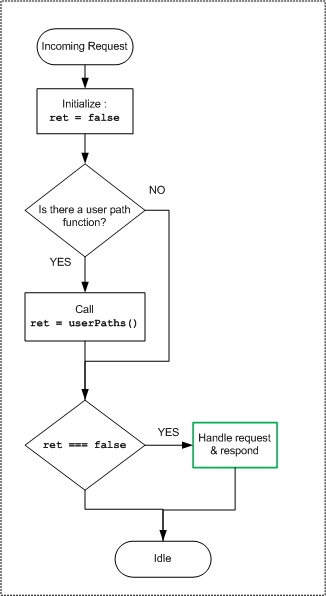 Incoming Request
Initialize :
ret = false
NO
Is there a user path
function?
YES
Call
ret = userPaths()
YES
ret === false
Handle request
& respond
Idle